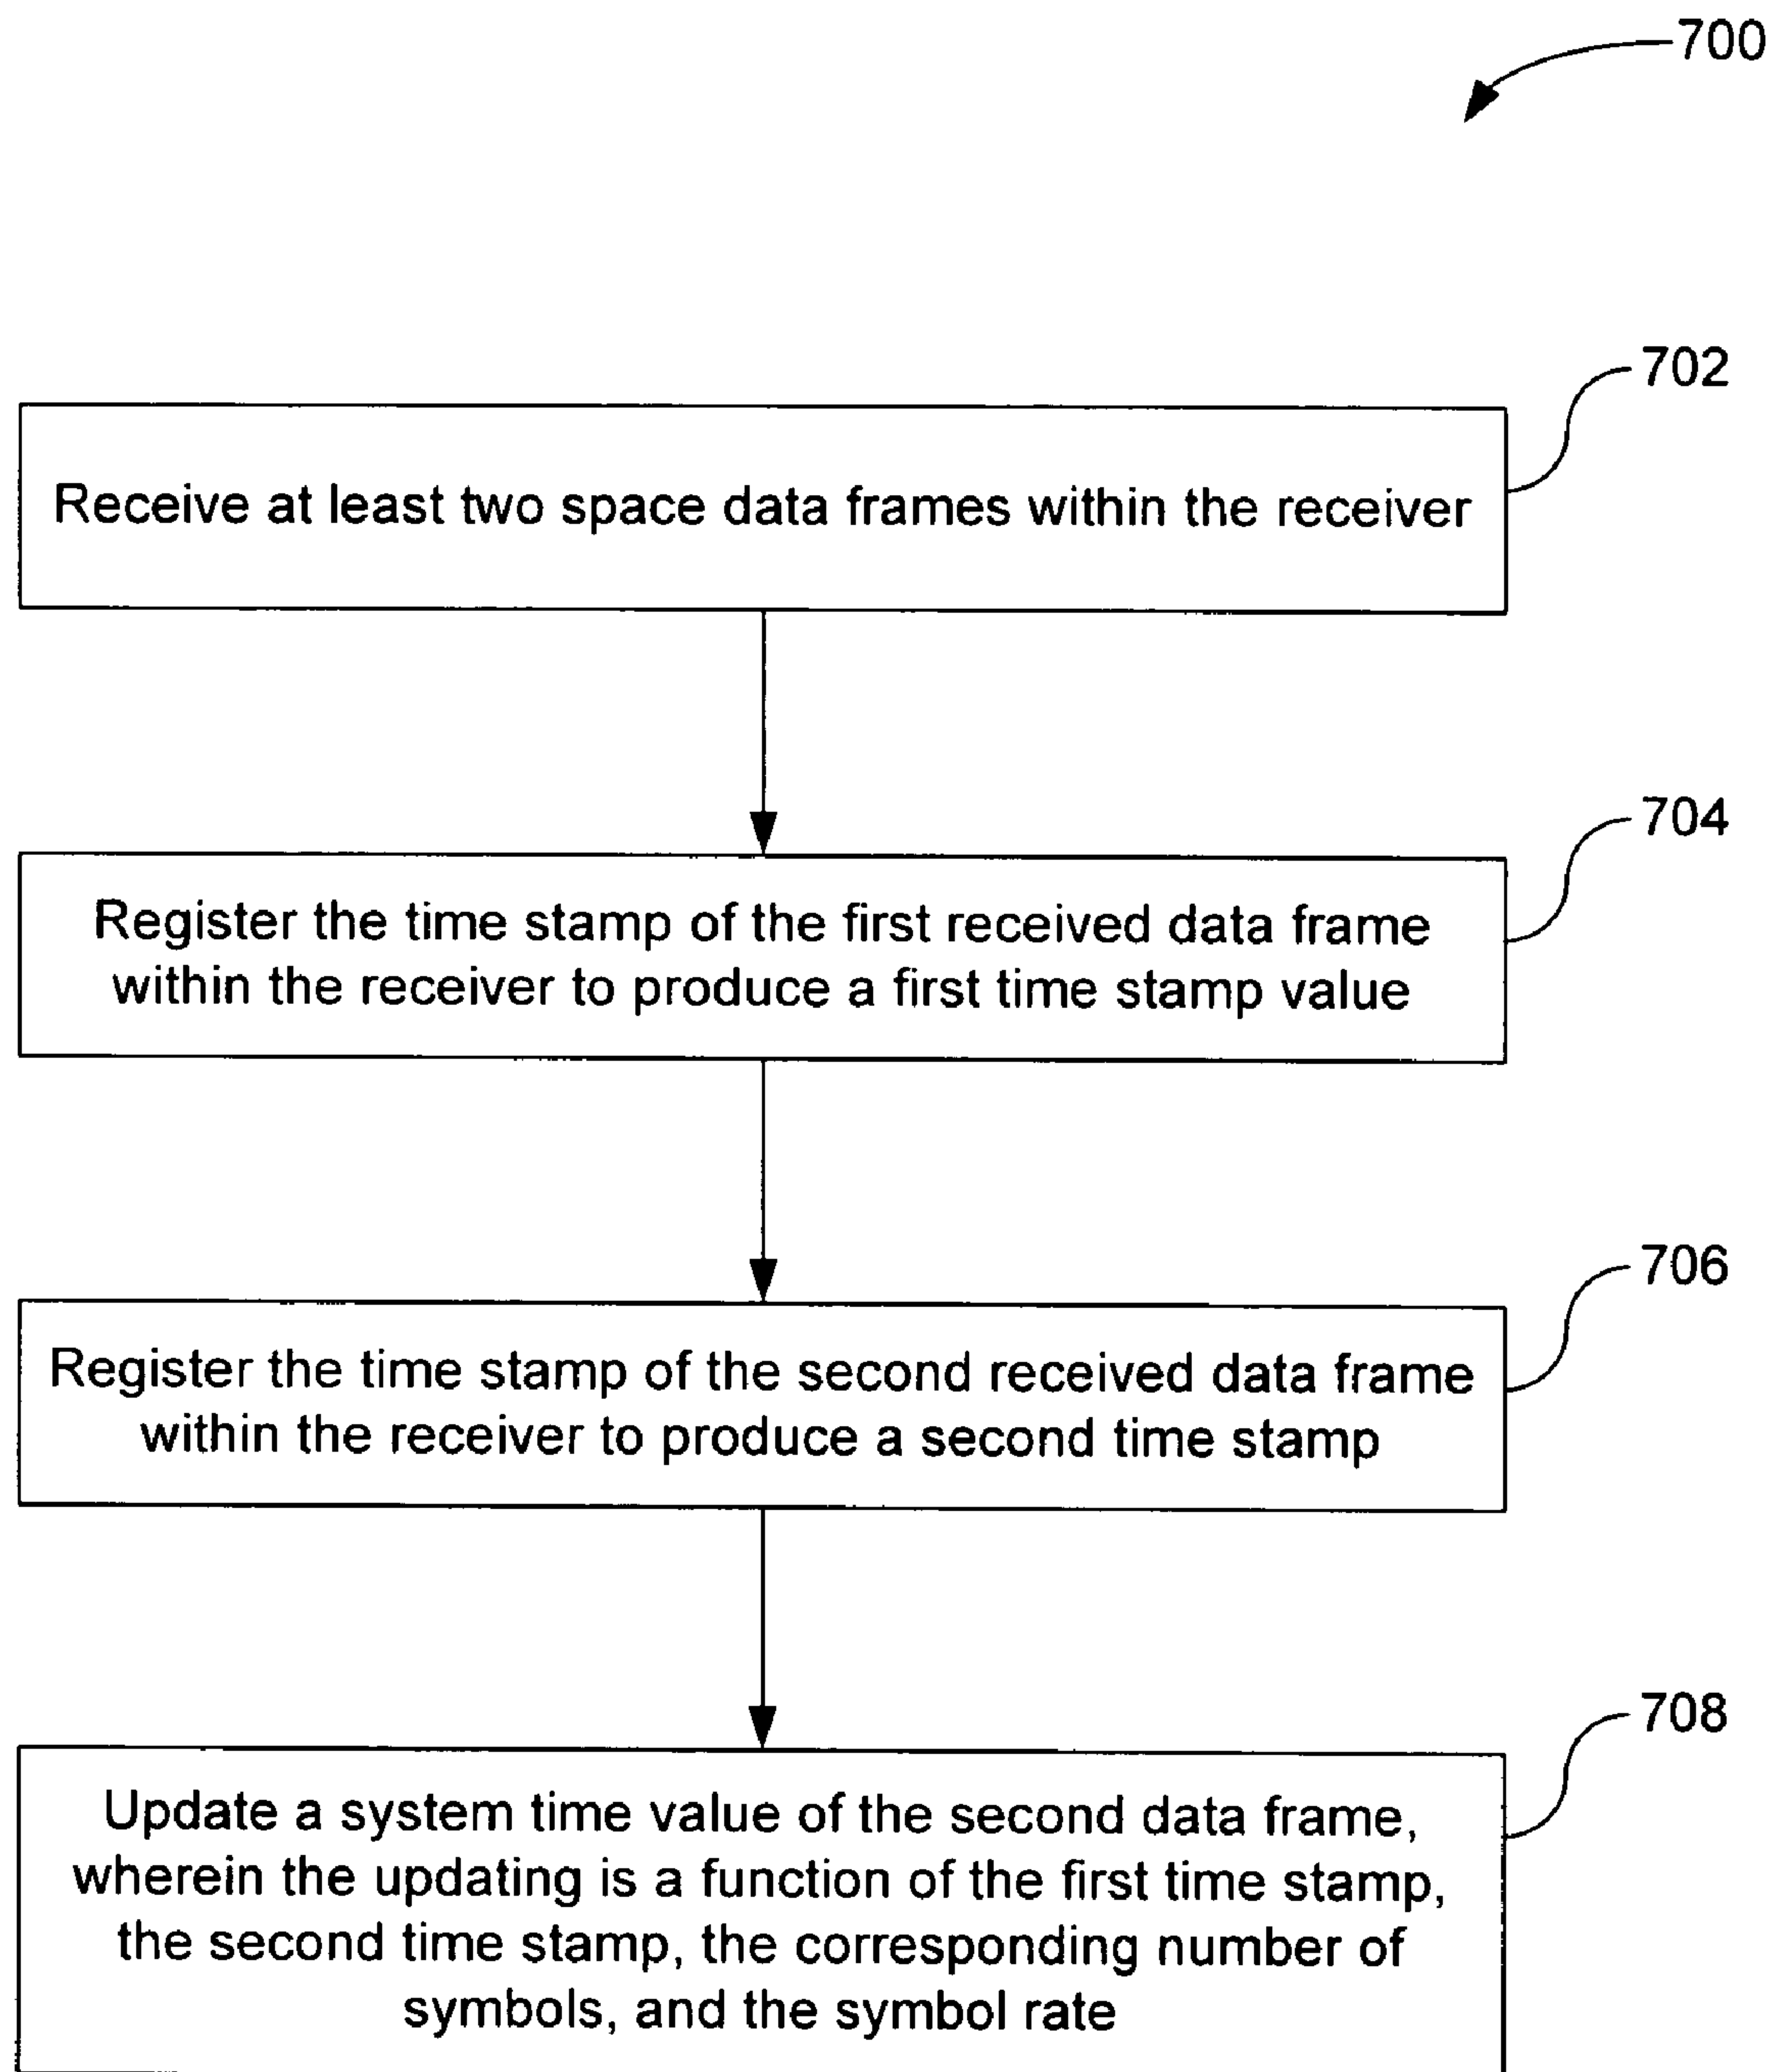 700
702
Receive at least two space data frames within the receiver
704
Register the time stamp of the first received data frame
within the receiver to produce a first time stamp value
706
Register the time stamp of the second received data frame
within the receiver to produce a second time stamp
708
Update a system time value of the second data frame,
wherein the updating is a function of the first time stamp,
the second time stamp, the corresponding number of
symbols, and the symbol rate